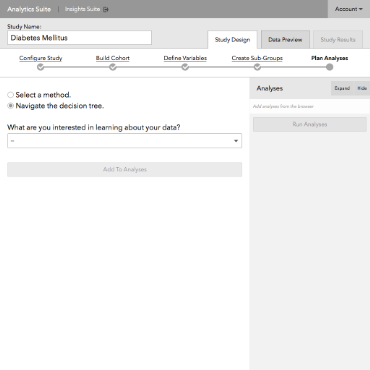 Analytics Suite | Insights Suite Account
Study Name:
Diabetes Mellitus
Study Design Data Preview Study Results
Configure Study Build Cohort Define Variables Create Sub-Groups Plan Analyses
Select a method.
Navigate the decision tree.
What are you interested in learning about your data?
--
Add To Analyses
Analyses Expand Hide
Add analyses from the browser
Run Analyses